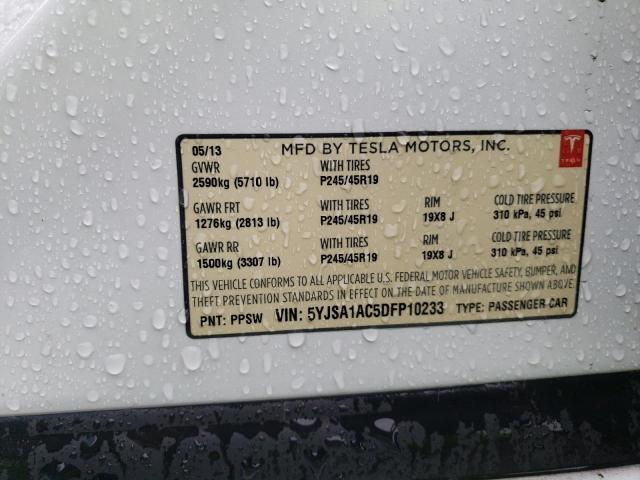 05/13 MFD BY TESLA MOTORS, INC.
GVWR WITH TIRES
2590kg (5710 lb) P245/45R19
TESLA
GAWR FRT WITH TIRES RIM COLD TIRE PRESSURE
1276kg (2813 lb) P245/45R19 19X8 J 310 kPa, 45 psi
GAWR RR WITH TIRES RIM COLD TIRE PRESSURE
1500kg (3307 lb) P245/45R19 19X8 J 310 kPa, 45 psi
THIS VEHICLE CONFORMS TO ALL APPLICABLE U.S. FEDERAL MOTOR VEHICLE SAFETY, BUMPER, AND
THEFT PREVENTION STANDARDS IN EFFECT ON THE DATE OF MANUFACTURE SHOWN ABOVE.
PNT: PPSW VIN: 5YJSA1AC5DFP10233 TYPE: PASSENGER CAR